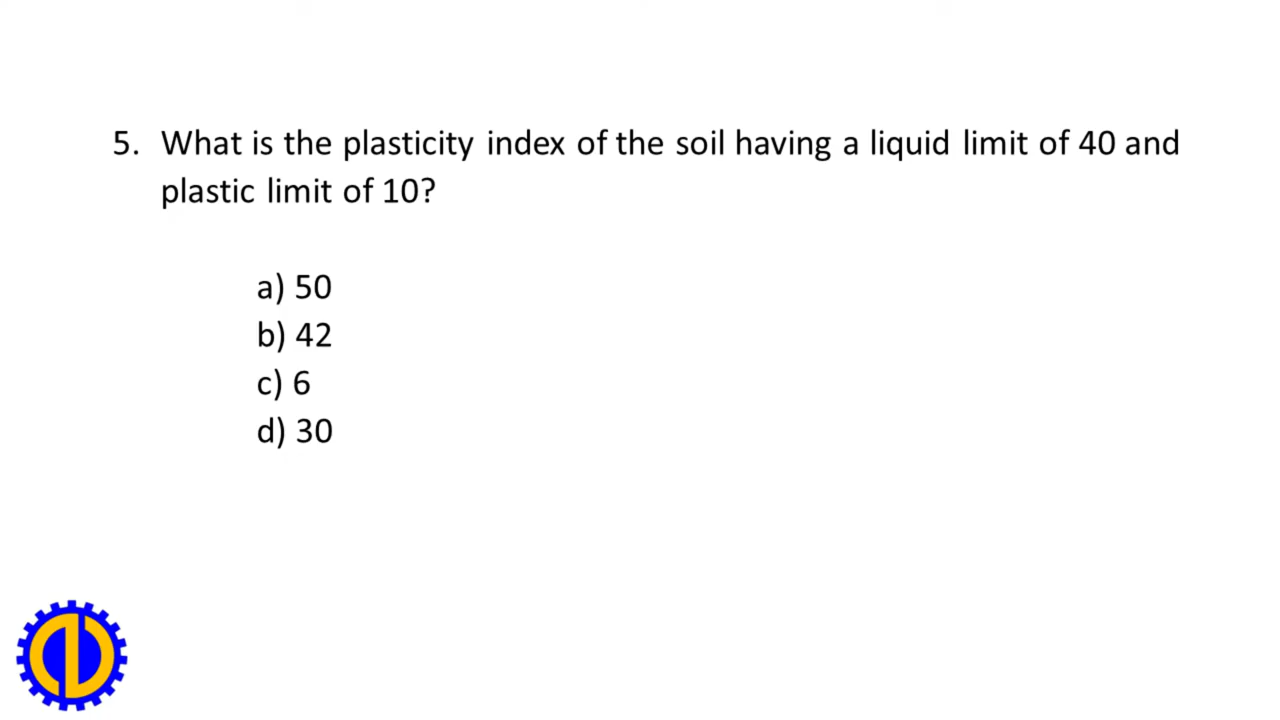 5. What is the plasticity index of the soil having a liquid limit of 40 and
plastic limit of 10?
a) 50
b) 42
c) 6
d) 30